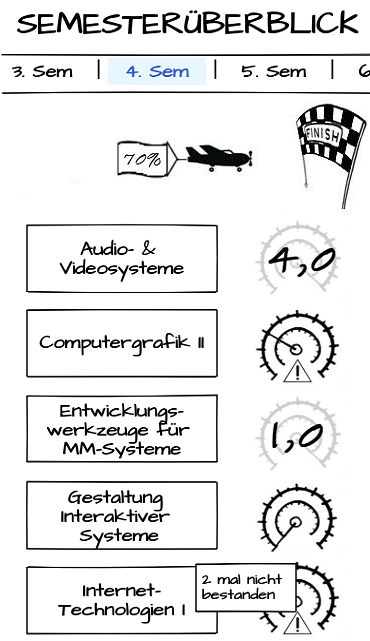 SEMESTERÜBERBLICK
3. Sem | 4. Sem | 5. Sem | 6
70%
FINISH
Audio- &
Videosysteme
4,0
Computergrafik II
!
Entwicklungs-
werkzeuge für
MM-Systeme
1,0
Gestaltung
Interaktiver
Systeme
Internet-
Technologien I
2 mal nicht
bestanden
!